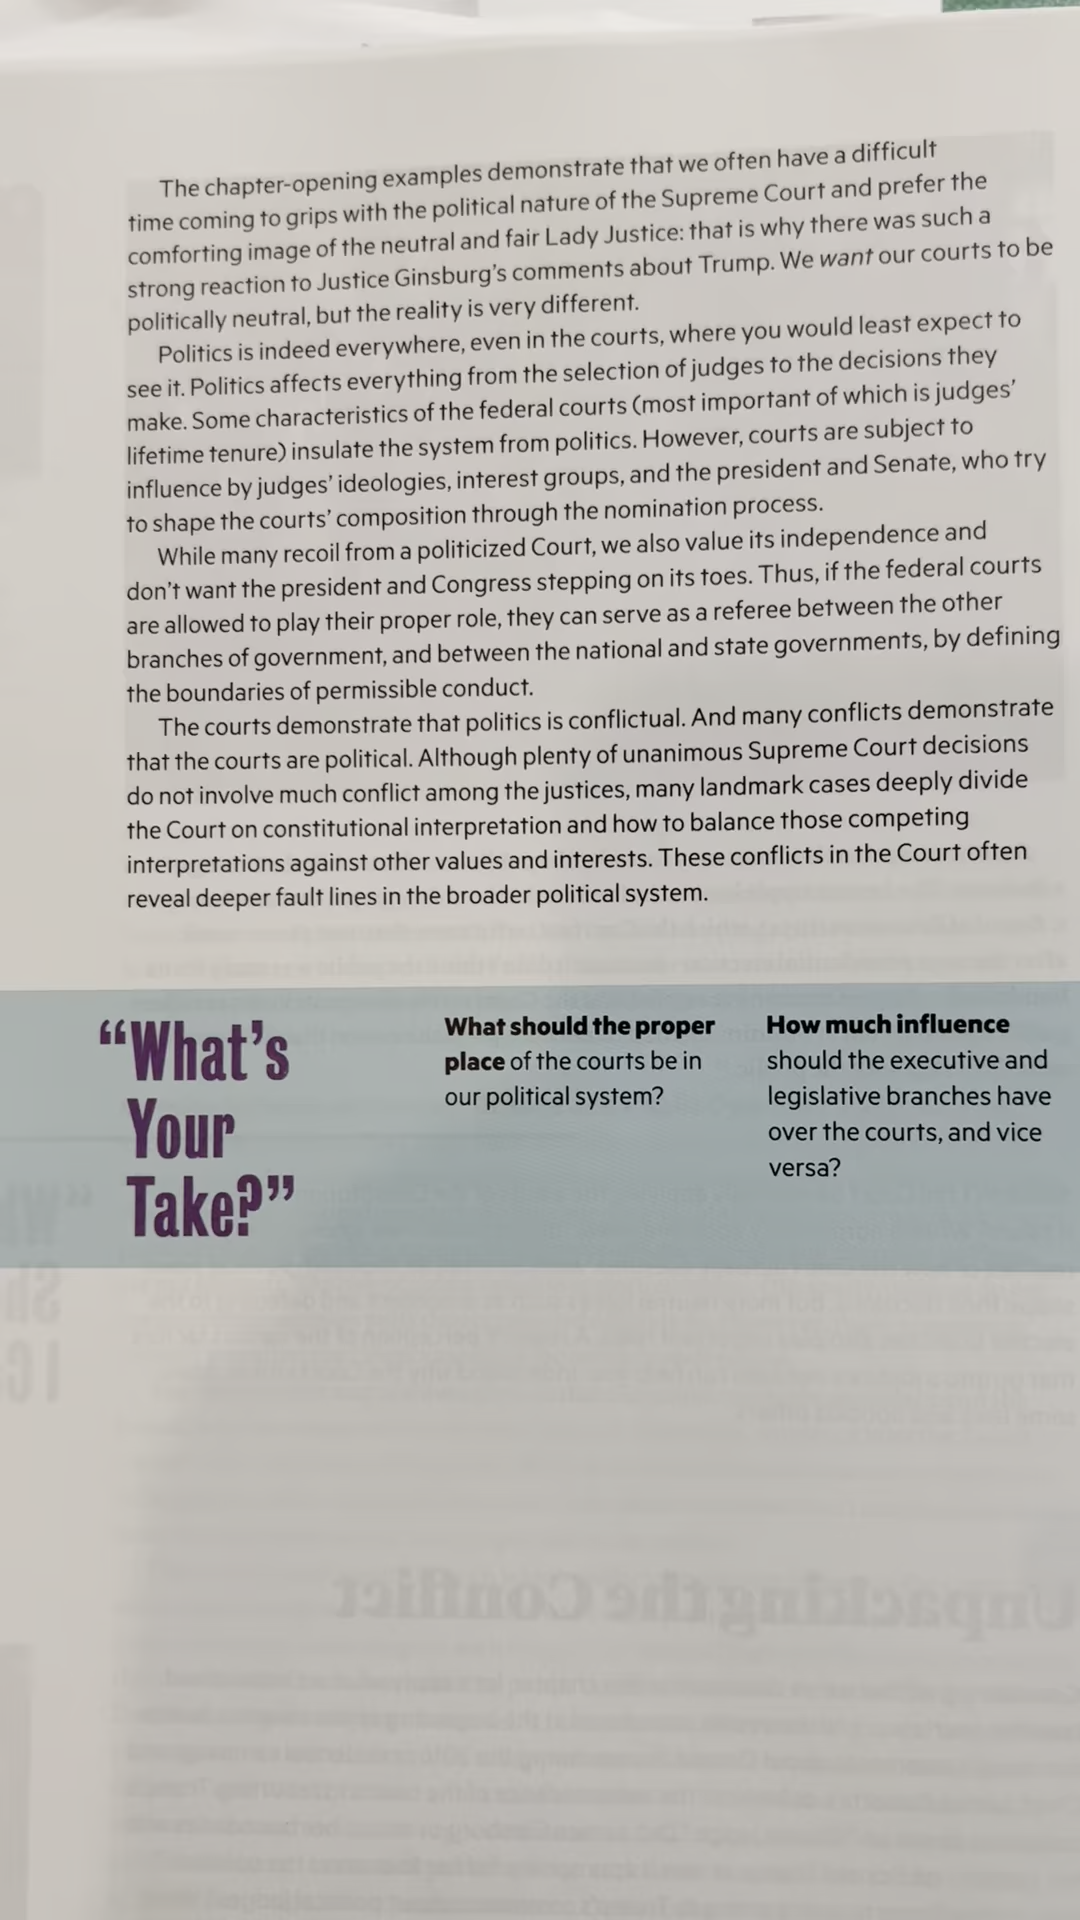 The chapter-opening examples demonstrate that we often have a difficult
time coming to grips with the political nature of the Supreme Court and prefer the
comforting image of the neutral and fair Lady Justice: that is why there was such a
strong reaction to Justice Ginsburg's comments about Trump. We want our courts to be
politically neutral, but the reality is very different.
Politics is indeed everywhere, even in the courts, where you would least expect to
see it. Politics affects everything from the selection of judges to the decisions they
make. Some characteristics of the federal courts (most important of which is judges'
lifetime tenure) insulate the system from politics. However, courts are subject to
influence by judges' ideologies, interest groups, and the president and Senate, who try
to shape the courts' composition through the nomination process.
While many recoil from a politicized Court, we also value its independence and
don't want the president and Congress stepping on its toes. Thus, if the federal courts
are allowed to play their proper role, they can serve as a referee between the other
branches of government, and between the national and state governments, by defining
the boundaries of permissible conduct.
The courts demonstrate that politics is conflictual. And many conflicts demonstrate
that the courts are political. Although plenty of unanimous Supreme Court decisions
do not involve much conflict among the justices, many landmark cases deeply divide
the Court on constitutional interpretation and how to balance those competing
interpretations against other values and interests. These conflicts in the Court often
reveal deeper fault lines in the broader political system.
“What's
Your
Take?”
What should the proper
place of the courts be in
our political system?
How much influence
should the executive and
legislative branches have
over the courts, and vice
versa?
Unpacking the Conflict